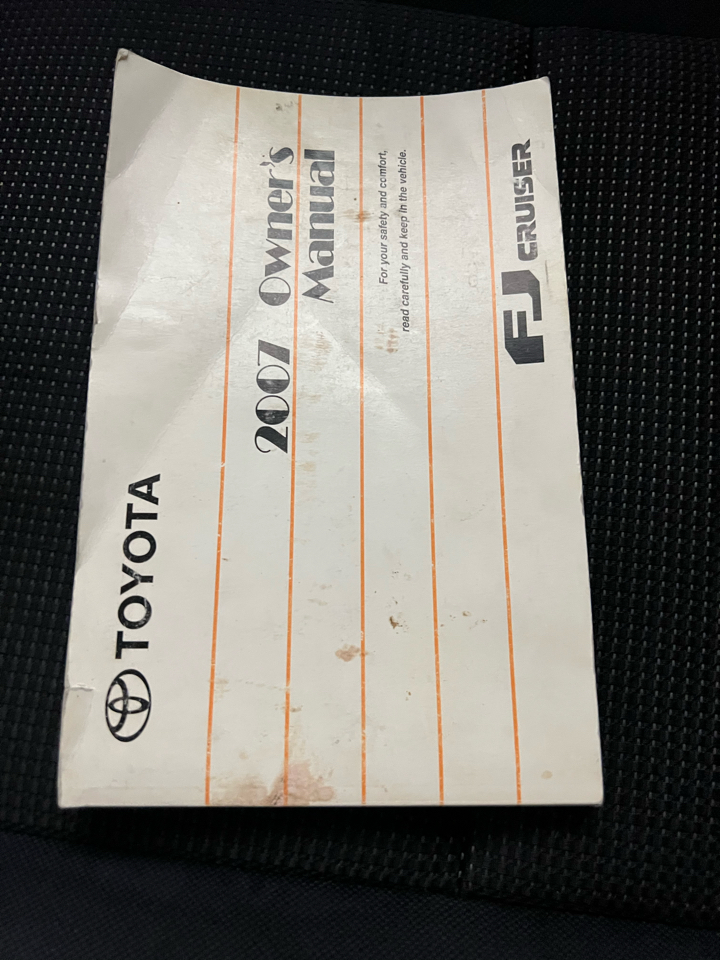 TOYOTA
2007 Owner's
Manual
For your safety and comfort,
read carefully and keep in the vehicle.
FJ CRUISER